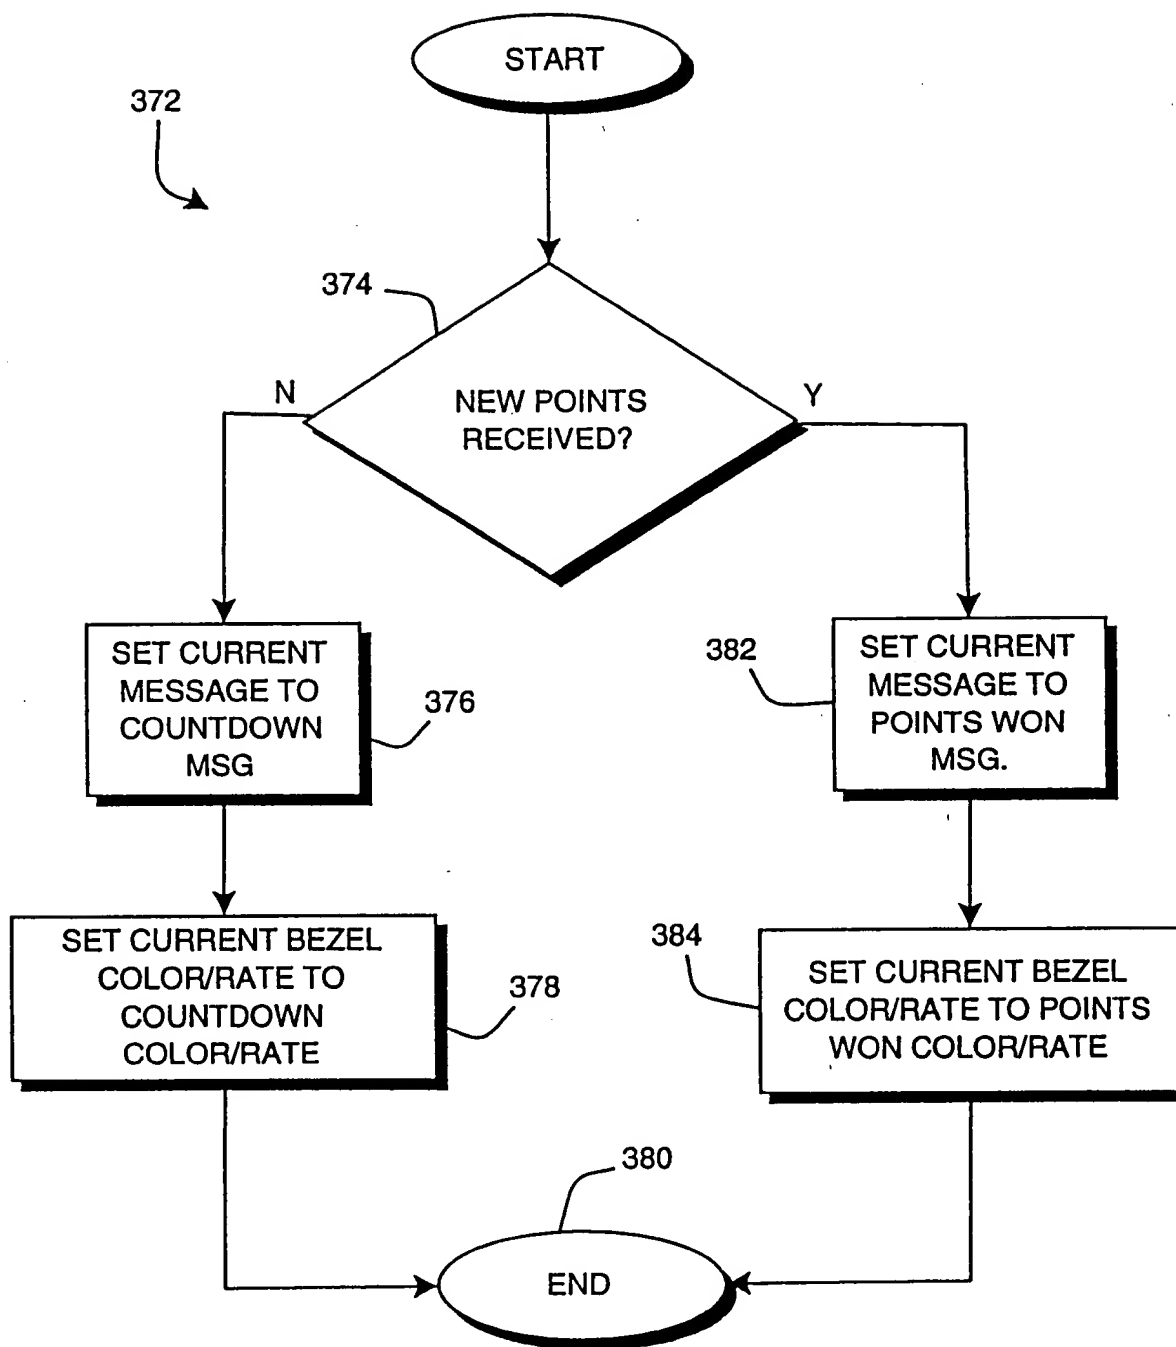 START
372
374
N
Y
NEW POINTS
RECEIVED?
SET CURRENT
MESSAGE TO
COUNTDOWN
MSG
376
382
SET CURRENT
MESSAGE TO
POINTS WON
MSG.
SET CURRENT BEZEL
COLOR/RATE TO
COUNTDOWN
COLOR/RATE
378
384
SET CURRENT BEZEL
COLOR/RATE TO POINTS
WON COLOR/RATE
380
END